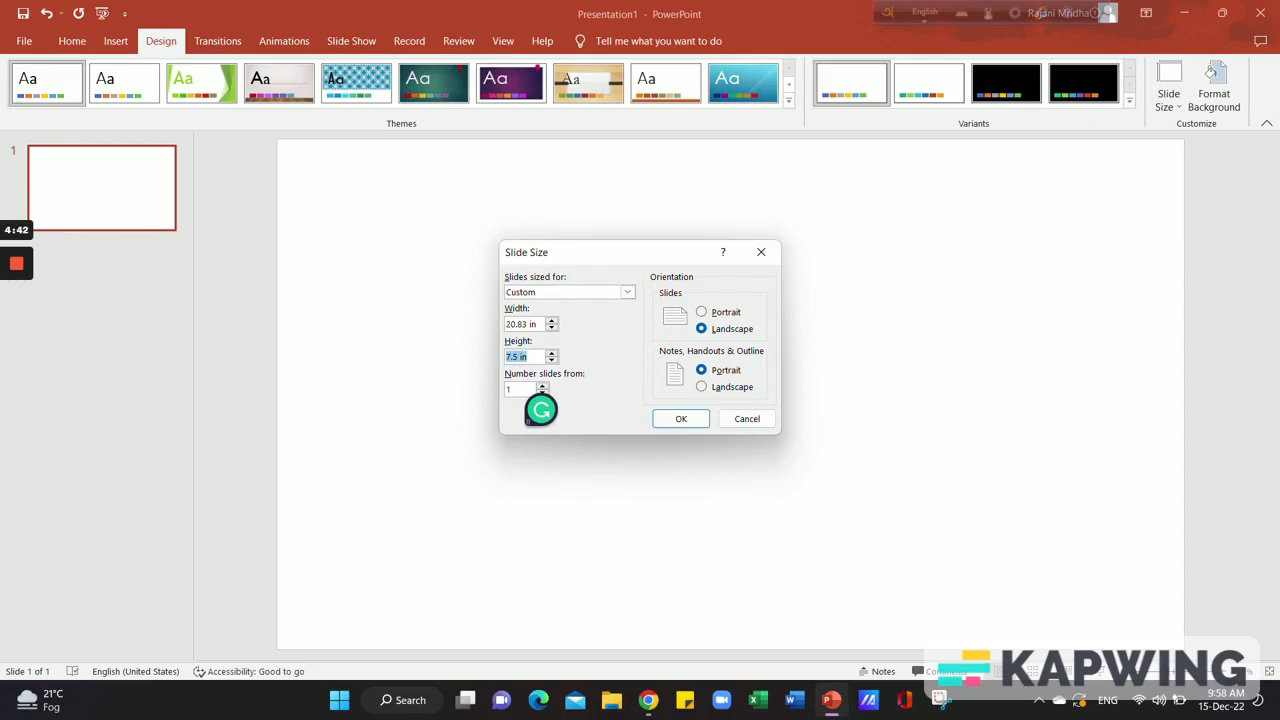 Presentation1 - PowerPoint
English
Rajani Mridha
File
Home
Insert
Design
Transitions
Animations
Slide Show
Record
Review
View
Help
Tell me what you want to do
Aa
Aa
Aa
Aa
Aa
Aa
Aa
Aa
Aa
Aa
Slide
Size
Format
Background
Themes
Variants
Customize
1
4:42
Slide Size
?
Slides sized for:
Custom
Width:
20.83 in
Height:
7.5 in
Number slides from:
1
Orientation
Slides
Portrait
Landscape
Notes, Handouts & Outline
Portrait
Landscape
OK
Cancel
Slide 1 of 1
English (United States)
Accessibility: Good to go
Notes
KAPWING
21°C
Fog
Search
ENG
9:58 AM
15-Dec-22